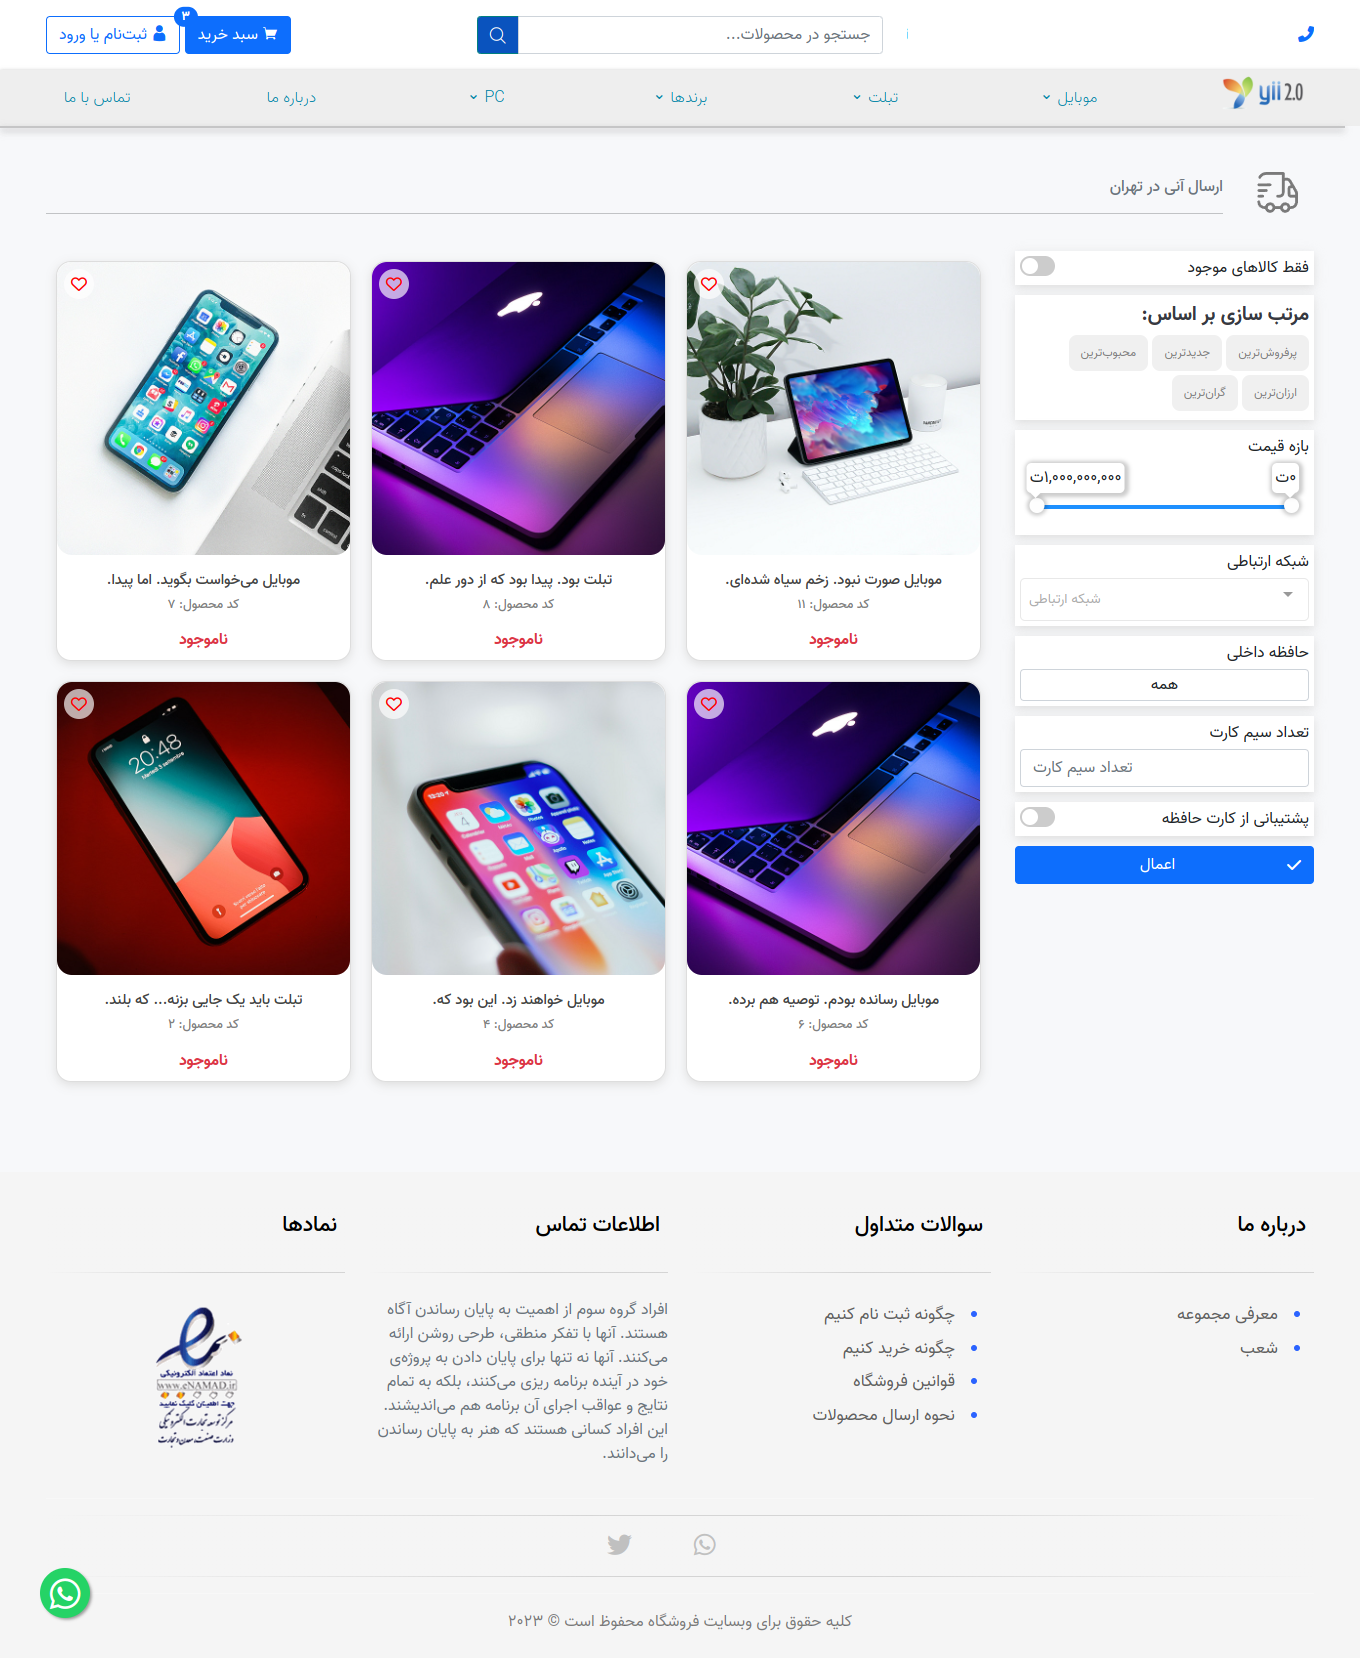 جستجو در محصولات...
سبد خرید
۳
ثبت‌نام یا ورود
yii 2.0
موبایل
تبلت
برندها
PC
درباره ما
تماس با ما
ارسال آنی در تهران
فقط کالاهای موجود
مرتب سازی بر اساس:
پرفروش‌ترین
جدیدترین
محبوب‌ترین
ارزان‌ترین
گران‌ترین
بازه قیمت
۰ت
۱,۰۰۰,۰۰۰,۰۰۰ت
شبکه ارتباطی
شبکه ارتباطی
حافظه داخلی
همه
تعداد سیم کارت
تعداد سیم کارت
پشتیبانی از کارت حافظه
اعمال
موبایل صورت نبود. زخم سیاه شده‌ای.
کد محصول: ۱۱
ناموجود
تبلت بود. پیدا بود که از دور علم.
کد محصول: ۸
ناموجود
موبایل می‌خواست بگوید. اما پیدا.
کد محصول: ۷
ناموجود
موبایل رسانده بودم. توصیه هم برده.
کد محصول: ۶
ناموجود
موبایل خواهند زد. این بود که.
کد محصول: ۴
ناموجود
20:48
تبلت باید یک جایی بزنه... که بلند.
کد محصول: ۲
ناموجود
درباره ما
معرفی مجموعه
شعب
سوالات متداول
چگونه ثبت نام کنیم
چگونه خرید کنیم
قوانین فروشگاه
نحوه ارسال محصولات
اطلاعات تماس
افراد گروه سوم از اهمیت به پایان رساندن آگاه
هستند. آنها با تفکر منطقی، طرحی روشن ارائه
می‌کنند. آنها نه تنها برای پایان دادن به پروژه‌ی
خود در آینده برنامه ریزی می‌کنند، بلکه به تمام
نتایج و عواقب اجرای آن برنامه هم می‌اندیشند.
این افراد کسانی هستند که هنر به پایان رساندن
را می‌دانند.
نمادها
نماد اعتماد الکترونیکی
www.eNAMAD.ir
جهت اطمینان کلیک نمایید
مرکز توسعه تجارت الکترونیکی
وزارت صنعت، معدن و تجارت
کلیه حقوق برای وبسایت فروشگاه محفوظ است © ۲۰۲۳